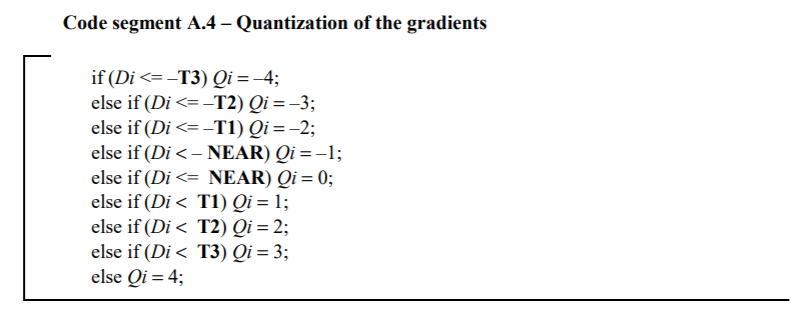 Code segment A.4 – Quantization of the gradients
if (Di <= –T3) Qi = –4;
else if (Di <= –T2) Qi = –3;
else if (Di <= –T1) Qi = –2;
else if (Di < – NEAR) Qi = –1;
else if (Di <= NEAR) Qi = 0;
else if (Di < T1) Qi = 1;
else if (Di < T2) Qi = 2;
else if (Di < T3) Qi = 3;
else Qi = 4;